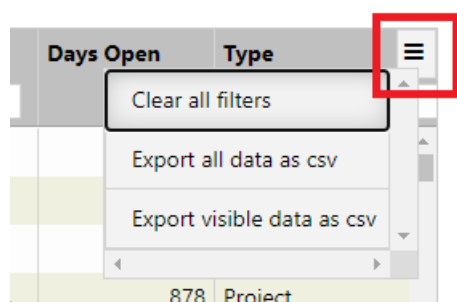 Days Open Type
Clear all filters
Export all data as csv
Export visible data as csv
878 Project